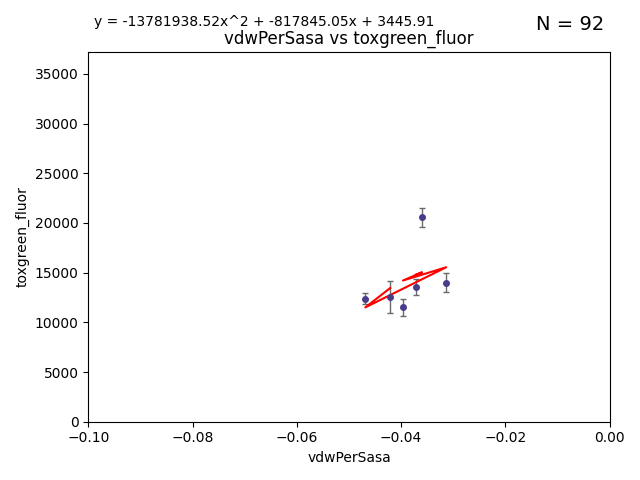 y = -13781938.52x^2 + -817845.05x + 3445.91
N = 92
vdwPerSasa vs toxgreen_fluor
35000
30000
25000
20000
15000
10000
5000
0
toxgreen_fluor
−0.10
−0.08
−0.06
−0.04
−0.02
0.00
vdwPerSasa